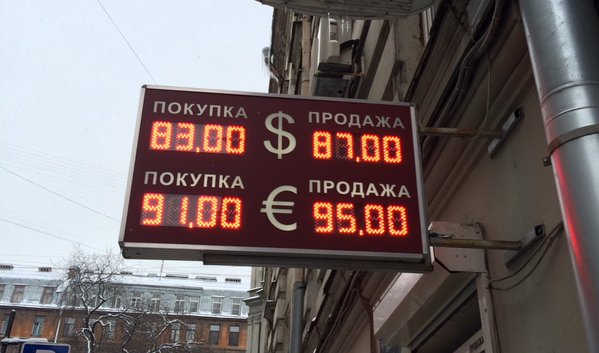 ПОКУПКА $ ПРОДАЖА
83,00 87,00
ПОКУПКА € ПРОДАЖА
91,00 95,00